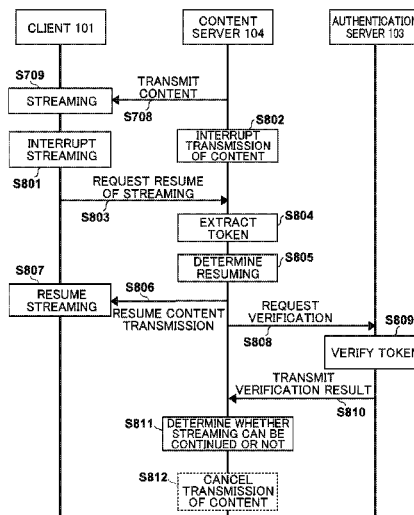 CLIENT 101
CONTENT
SERVER 104
AUTHENTICATION
SERVER 103
S709
STREAMING
TRANSMIT
CONTENT
S708
S802
INTERRUPT
TRANSMISSION
OF CONTENT
INTERRUPT
STREAMING
S801
REQUEST RESUME
OF STREAMING
S803
S804
EXTRACT
TOKEN
S805
DETERMINE
RESUMING
S807
RESUME
STREAMING
S806
RESUME CONTENT
TRANSMISSION
REQUEST
VERIFICATION
S808
S809
VERIFY TOKEN
TRANSMIT
VERIFICATION RESULT
S810
S811
DETERMINE WHETHER
STREAMING CAN BE
CONTINUED OR NOT
S812
CANCEL
TRANSMISSION
OF CONTENT